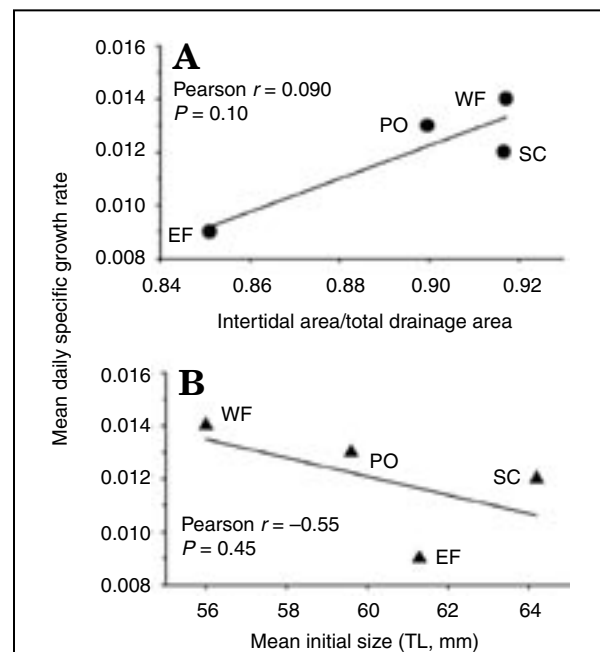 A
Pearson r = 0.090
P = 0.10
0.016
0.014
0.012
0.010
0.008
WF
PO
SC
EF
0.84
0.86
0.88
0.90
0.92
Intertidal area/total drainage area
Mean daily specific growth rate
B
0.016
0.014
0.012
0.010
0.008
WF
PO
SC
EF
Pearson r = –0.55
P = 0.45
56
58
60
62
64
Mean initial size (TL, mm)